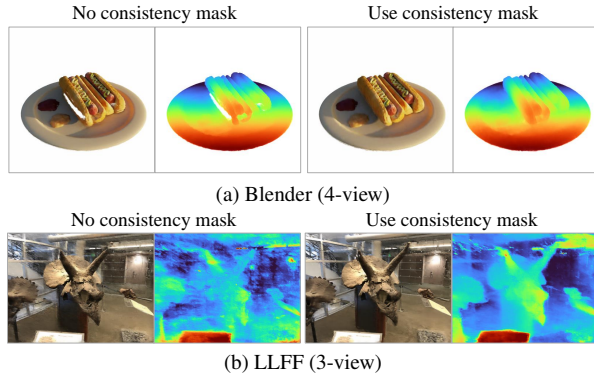 No consistency mask
Use consistency mask
(a) Blender (4-view)
No consistency mask
Use consistency mask
(b) LLFF (3-view)